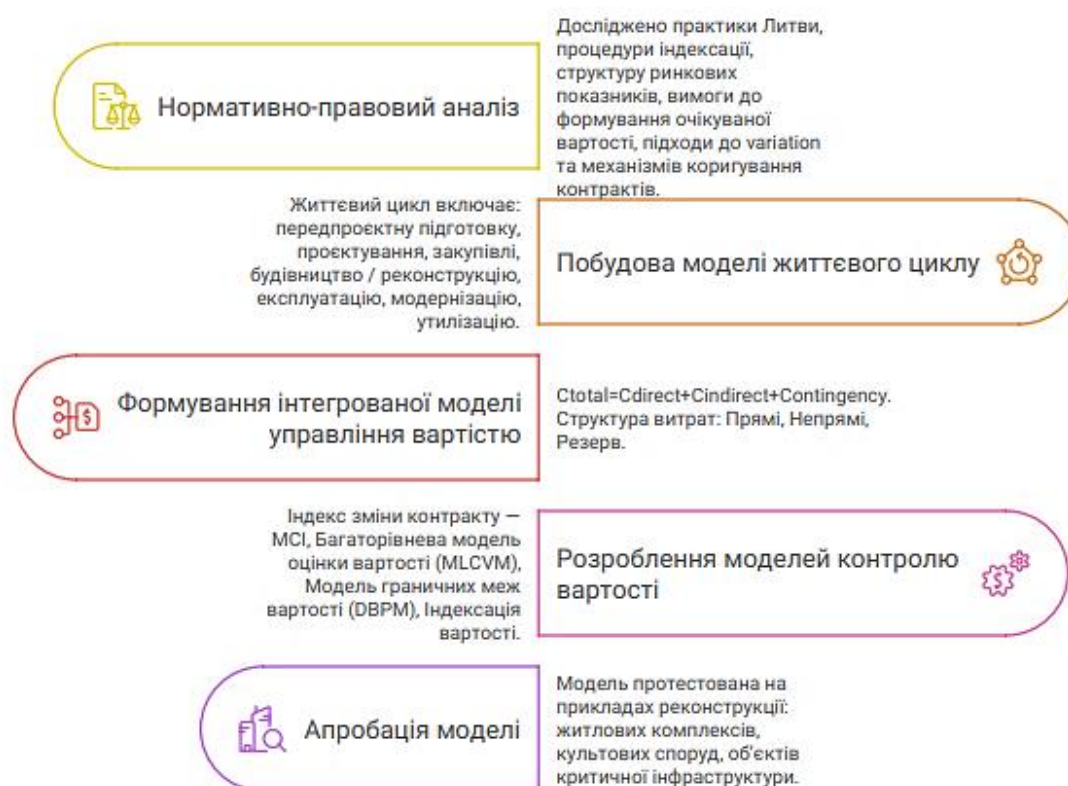 Нормативно-правовий аналіз
Досліджено практики Литви,
процедури індексації,
структуру ринкових
показників, вимоги до
формування очікуваної
вартості, підходи до variation
та механізмів коригування
контрактів.
Життєвий цикл включає:
передпроєктну підготовку,
проєктування, закупівлі,
будівництво / реконструкцію,
експлуатацію, модернізацію,
утилізацію.
Побудова моделі життєвого циклу
Формування інтегрованої моделі
управління вартістю
Ctotal=Cdirect+Cindirect+Contingency.
Структура витрат: Прямі, Непрямі,
Резерв.
Індекс зміни контракту —
MCI, Багаторівнева модель
оцінки вартості (MLCVM),
Модель граничних меж
вартості (DBPM), Індексація
вартості.
Розроблення моделей контролю
вартості
Апробація моделі
Модель протестована на
прикладах реконструкції:
житлових комплексів,
культових споруд, об'єктів
критичної інфраструктури.